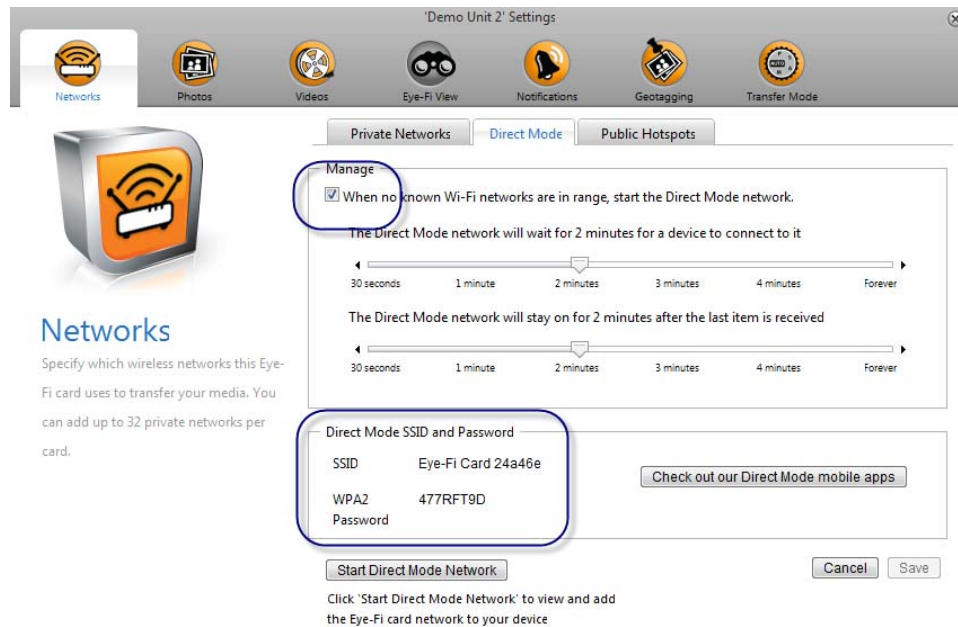 'Demo Unit 2' Settings
Networks
Photos
Videos
Eye-Fi View
Notifications
Geotagging
Transfer Mode
Private Networks
Direct Mode
Public Hotspots
Manage
When no known Wi-Fi networks are in range, start the Direct Mode network.
The Direct Mode network will wait for 2 minutes for a device to connect to it
30 seconds 1 minute 2 minutes 3 minutes 4 minutes Forever
The Direct Mode network will stay on for 2 minutes after the last item is received
30 seconds 1 minute 2 minutes 3 minutes 4 minutes Forever
Networks
Specify which wireless networks this Eye-
Fi card uses to transfer your media. You
can add up to 32 private networks per
card.
Direct Mode SSID and Password
SSID Eye-Fi Card 24a46e
WPA2 477RFT9D
Password
Check out our Direct Mode mobile apps
Start Direct Mode Network
Cancel
Save
Click 'Start Direct Mode Network' to view and add
the Eye-Fi card network to your device